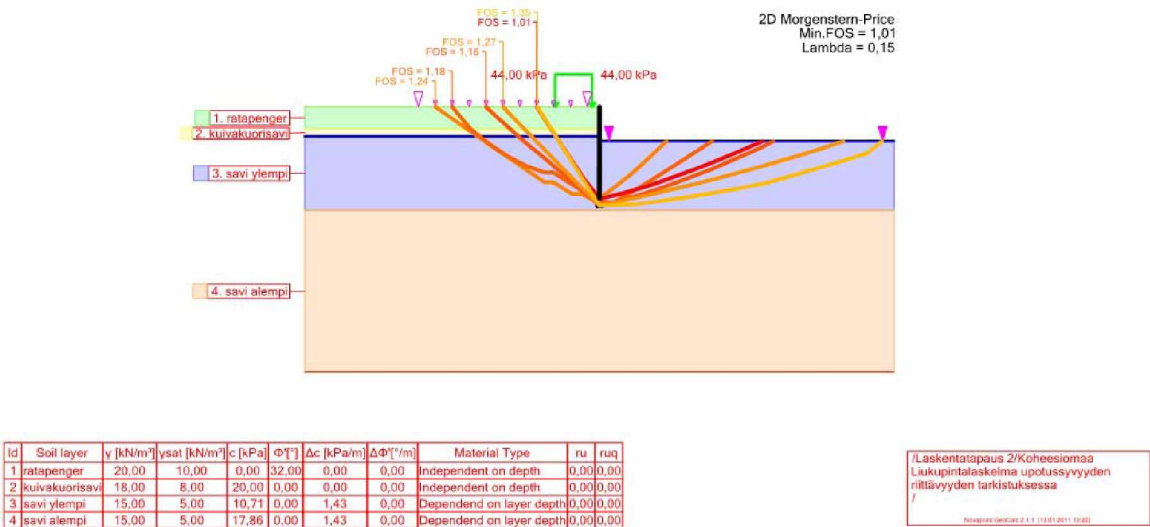 FOS = 1,35
FOS = 1,01
FOS = 1,27
FOS = 1,16
FOS = 1,18
FOS = 1,24
44,00 kPa
44,00 kPa
2D Morgenstern-Price
Min.FOS = 1,01
Lambda = 0,15
1. ratapenger
2. kuivakuorisavi
3. savi ylempi
4. savi alempi
Id Soil layer γ [kN/m³] γsat [kN/m³] c [kPa] Φ'[°] Δc [kPa/m] ΔΦ'[°/m] Material Type ru ruq
1 ratapenger 20,00 10,00 0,00 32,00 0,00 0,00 Independent on depth 0,00 0,00
2 kuivakuorisavi 18,00 8,00 20,00 0,00 0,00 0,00 Independent on depth 0,00 0,00
3 savi ylempi 15,00 5,00 10,71 0,00 1,43 0,00 Dependend on layer depth 0,00 0,00
4 savi alempi 15,00 5,00 17,86 0,00 1,43 0,00 Dependend on layer depth 0,00 0,00
/Laskentatapaus 2/Koheesiomaa
Liukupintalaskelma upotussyvyyden
riittävyyden tarkistuksessa
/
Novapoint GeoCalc 2.1.1